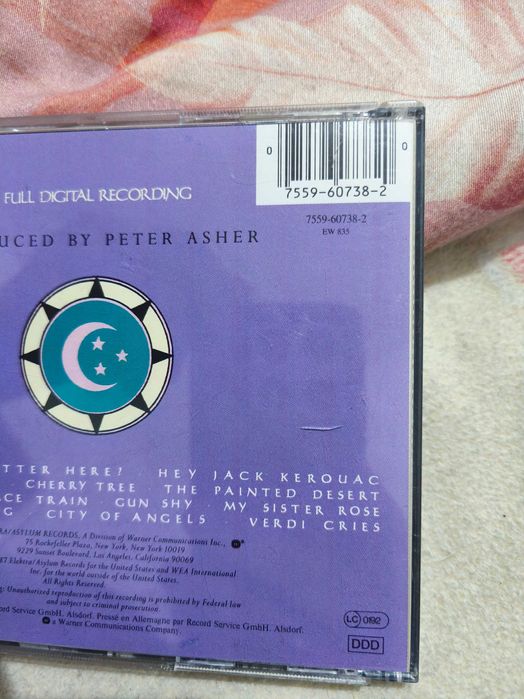 0 0
7559-60738-2
FULL DIGITAL RECORDING
7559-60738-2
EW 835
UCED BY PETER ASHER
TTER HERE? · HEY JACK KEROUAC
CHERRY TREE · THE PAINTED DESERT
CE TRAIN · GUN SHY · MY SISTER ROSE
G · CITY OF ANGELS · VERDI CRIES
RA/ASYLUM RECORDS, A Division of Warner Communications Inc.,
75 Rockefeller Plaza, New York, New York 10019
9229 Sunset Boulevard, Los Angeles, California 90069
87 Elektra/Asylum Records for the United States and WEA International
Inc. for the world outside of the United States.
All Rights Reserved.
ng: Unauthorized reproduction of this recording is prohibited by Federal law
and subject to criminal prosecution.
cord Service GmbH. Alsdorf. Pressé en Allemagne par Record Service GmbH. Alsdorf.
a Warner Communications Company.
LC 0192
DDD